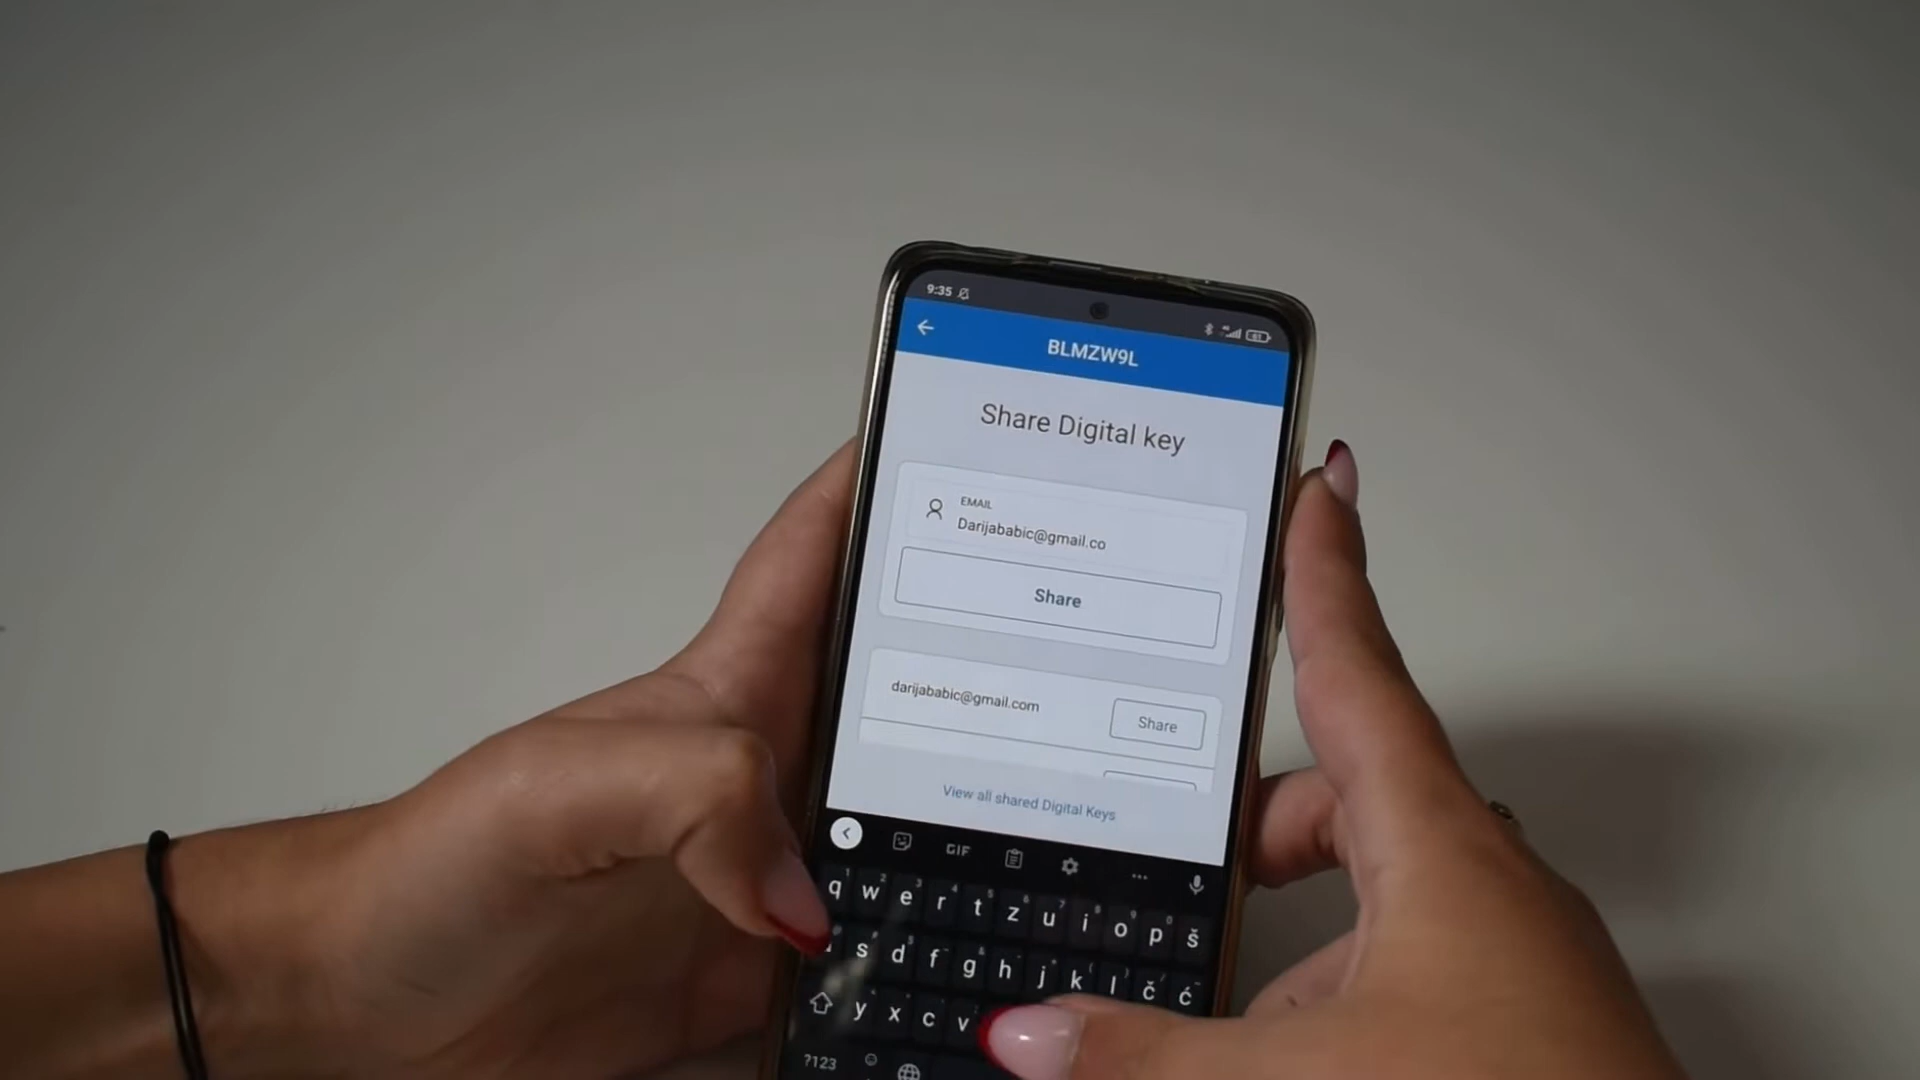 9:35
BLMZW9L
Share Digital key
EMAIL
Darijababic@gmail.co
Share
darijababic@gmail.com
Share
View all shared Digital Keys
GIF
q w e r t z u i o p š
s d f g h j k l č ć
y x c v
?123